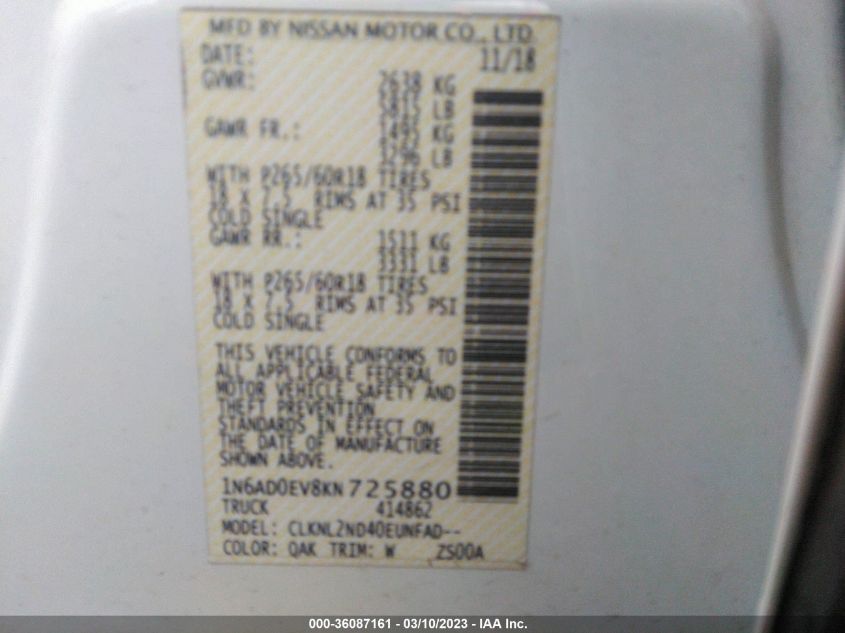 MFD BY NISSAN MOTOR CO., LTD.
DATE: 11/18
GVWR: 2638 KG
5815 LB
GAWR FR.: 1495 KG
3296 LB
WITH P265/60R18 TIRES
18 X 7.5 RIMS AT 35 PSI
COLD SINGLE
GAWR RR.: 1511 KG
3331 LB
WITH P265/60R18 TIRES
18 X 7.5 RIMS AT 35 PSI
COLD SINGLE
THIS VEHICLE CONFORMS TO
ALL APPLICABLE FEDERAL
MOTOR VEHICLE SAFETY AND
THEFT PREVENTION
STANDARDS IN EFFECT ON
THE DATE OF MANUFACTURE
SHOWN ABOVE.
1N6AD0EV8KN725880
TRUCK 414862
MODEL: CLKNL2ND40EUNFAD--
COLOR: QAK TRIM: W ZS00A
000-36087161 - 03/10/2023 - IAA Inc.